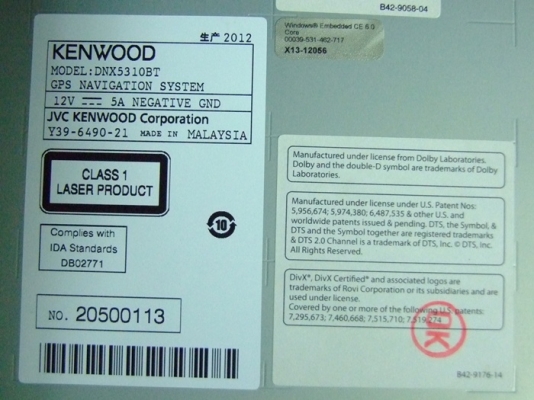 B42-9058-04
Windows® Embedded CE 6.0
Core
X13-12056
生产 2012
KENWOOD
MODEL:DNX5310BT
GPS NAVIGATION SYSTEM
12V 5A NEGATIVE GND
JVC KENWOOD Corporation
Y39-6490-21 MADE IN MALAYSIA
CLASS 1
LASER PRODUCT
10
Complies with
IDA Standards
DB02771
NO. 20500113
Manufactured under license from Dolby Laboratories.
Dolby and the double-D symbol are trademarks of Dolby
Laboratories.
Manufactured under license under U.S. Patent Nos:
5,956,674; 5,974,380; 6,487,535 & other U.S. and
worldwide patents issued & pending. DTS, the Symbol, &
DTS and the Symbol together are registered trademarks
& DTS 2.0 Channel is a trademark of DTS, Inc. © DTS, Inc.
All Rights Reserved.
DivX®, DivX Certified® and associated logos are
trademarks of Rovi Corporation or its subsidiaries and are
used under license.
Covered by one or more of the following U.S. patents:
7,295,673; 7,460,668; 7,515,710; 7,519,274
OK
B42-9176-14